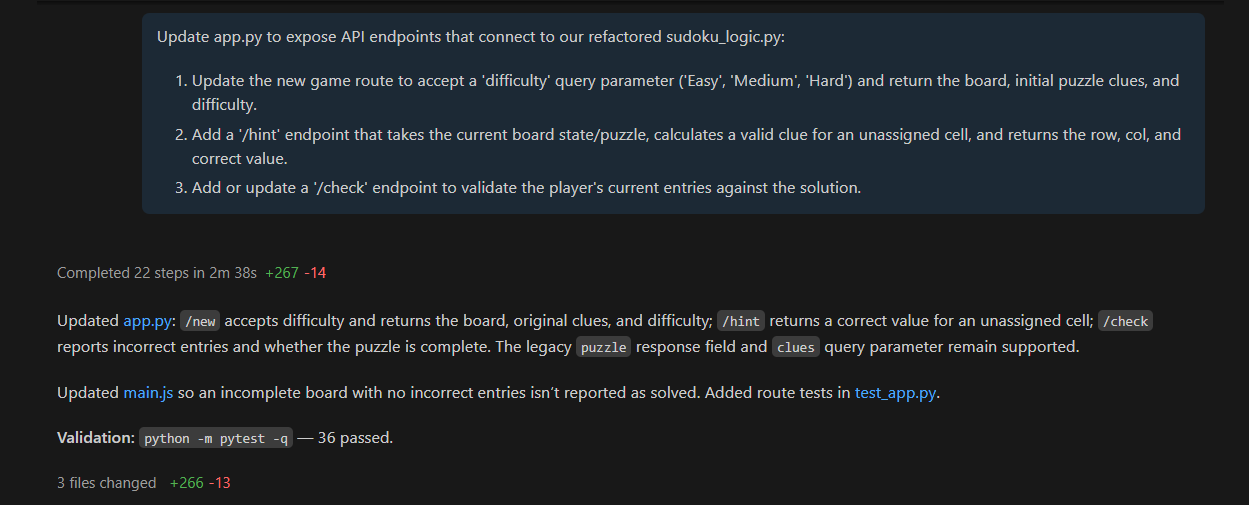 Update app.py to expose API endpoints that connect to our refactored sudoku_logic.py:
1. Update the new game route to accept a 'difficulty' query parameter ('Easy', 'Medium', 'Hard') and return the board, initial puzzle clues, and
difficulty.
2. Add a '/hint' endpoint that takes the current board state/puzzle, calculates a valid clue for an unassigned cell, and returns the row, col, and
correct value.
3. Add or update a '/check' endpoint to validate the player's current entries against the solution.
Completed 22 steps in 2m 38s +267 -14
Updated app.py: /new accepts difficulty and returns the board, original clues, and difficulty; /hint returns a correct value for an unassigned cell; /check
reports incorrect entries and whether the puzzle is complete. The legacy puzzle response field and clues query parameter remain supported.
Updated main.js so an incomplete board with no incorrect entries isn’t reported as solved. Added route tests in test_app.py.
Validation: python -m pytest -q — 36 passed.
3 files changed +266 -13